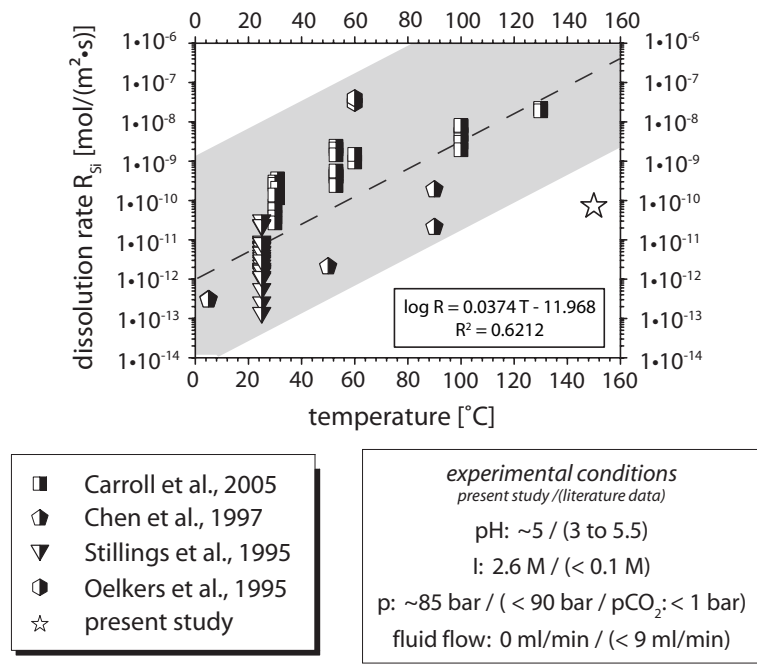 0 20 40 60 80 100 120 140 160
1•10⁻⁶ 1•10⁻⁶
1•10⁻⁷ 1•10⁻⁷
1•10⁻⁸ 1•10⁻⁸
1•10⁻⁹ 1•10⁻⁹
1•10⁻¹⁰ 1•10⁻¹⁰
1•10⁻¹¹ 1•10⁻¹¹
1•10⁻¹² 1•10⁻¹²
1•10⁻¹³ 1•10⁻¹³
1•10⁻¹⁴ 1•10⁻¹⁴
dissolution rate R_Si [mol/(m²•s)]
log R = 0.0374 T - 11.968
R² = 0.6212
0 20 40 60 80 100 120 140 160
temperature [˚C]
Carroll et al., 2005
Chen et al., 1997
Stillings et al., 1995
Oelkers et al., 1995
present study
experimental conditions
present study /(literature data)
pH: ~5 / (3 to 5.5)
I: 2.6 M / (< 0.1 M)
p: ~85 bar / ( < 90 bar / pCO₂: < 1 bar)
fluid flow: 0 ml/min / (< 9 ml/min)